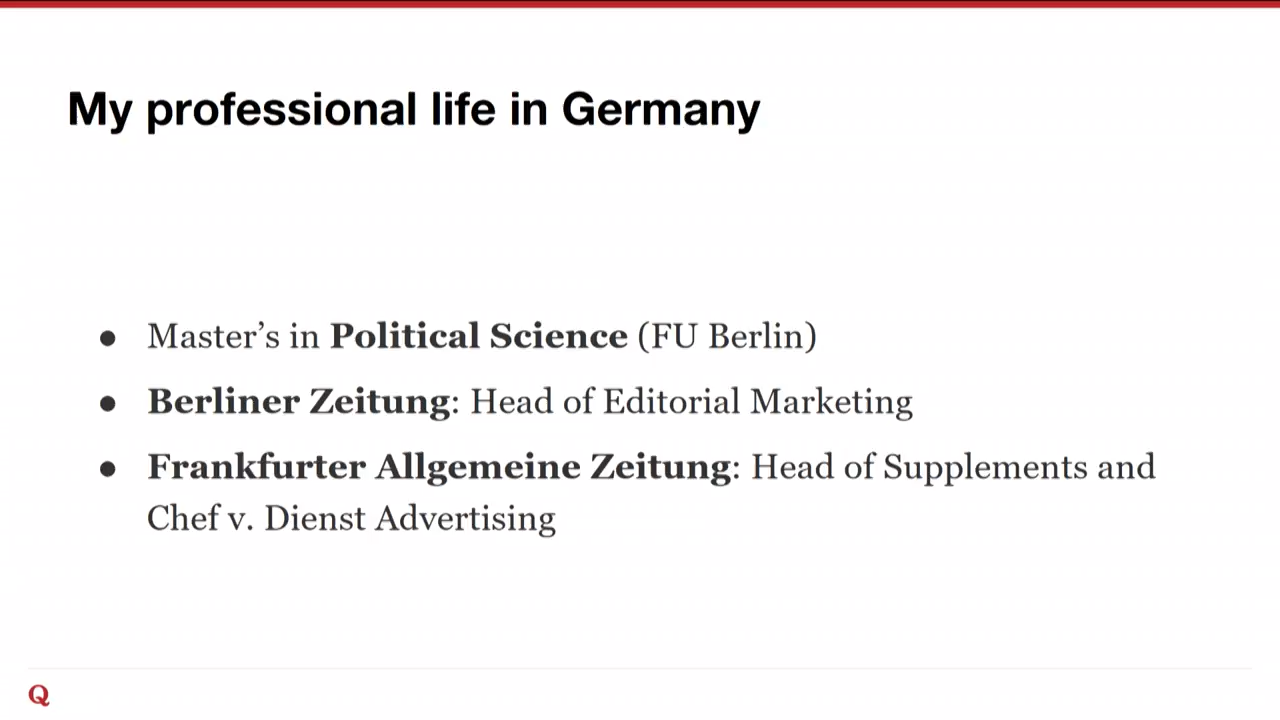 My professional life in Germany
● Master’s in Political Science (FU Berlin)
● Berliner Zeitung: Head of Editorial Marketing
● Frankfurter Allgemeine Zeitung: Head of Supplements and
Chef v. Dienst Advertising
Q